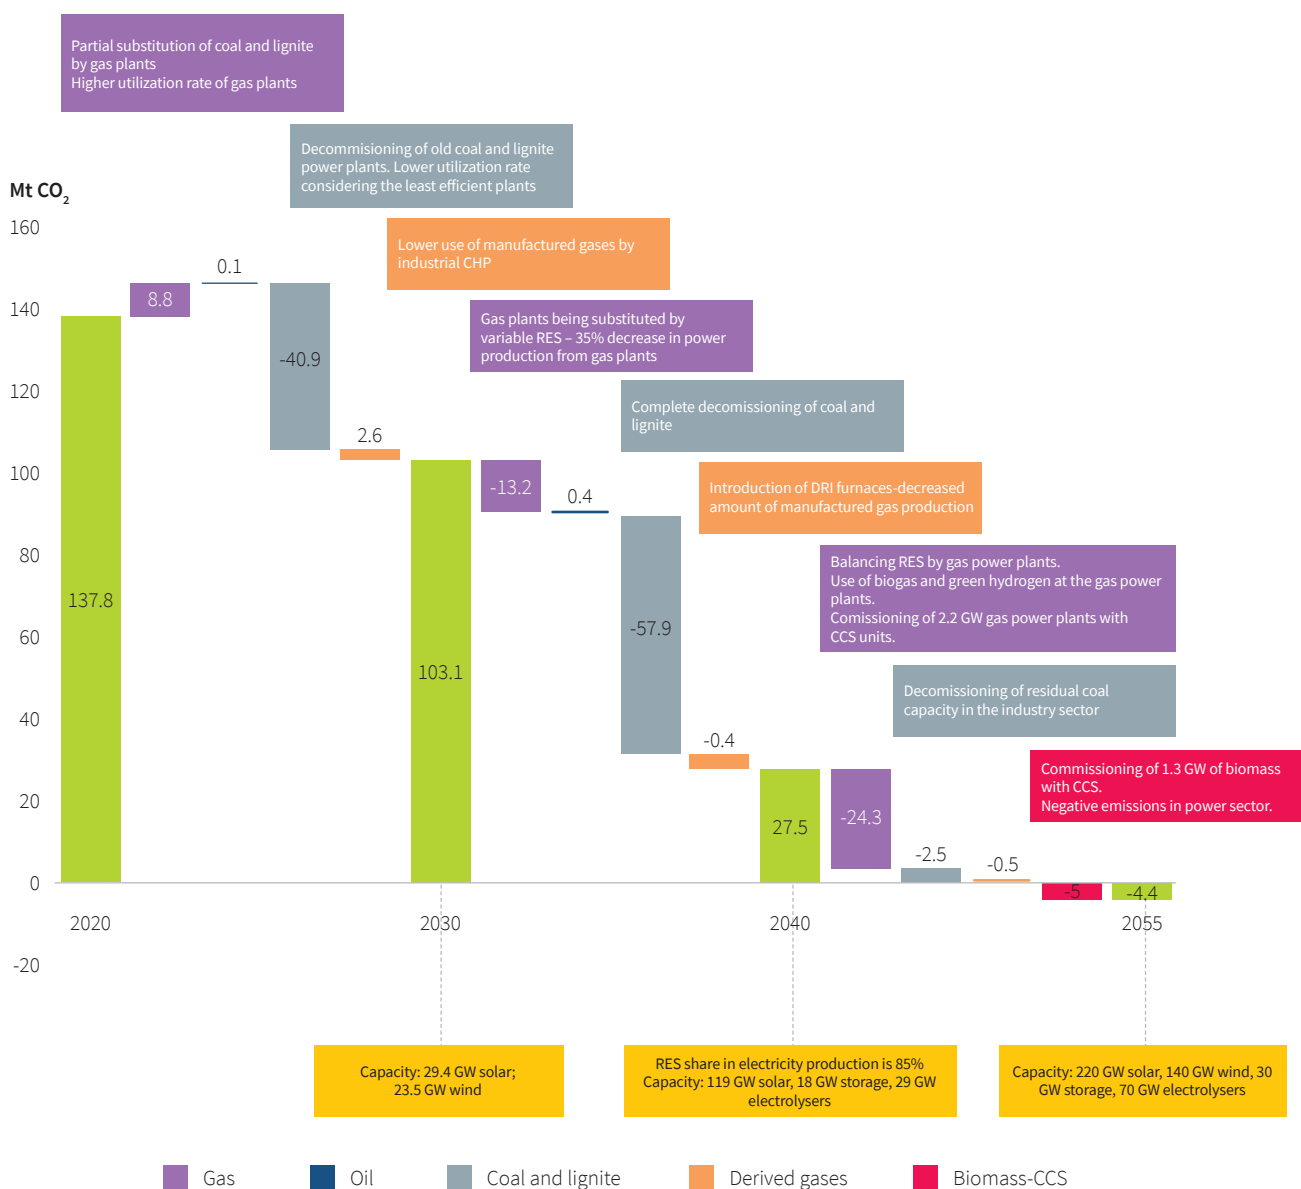 Partial substitution of coal and lignite
by gas plants
Higher utilization rate of gas plants
Decommisioning of old coal and lignite
power plants. Lower utilization rate
considering the least efficient plants
Mt CO₂
Lower use of manufactured gases by
industrial CHP
Gas plants being substituted by
variable RES – 35% decrease in power
production from gas plants
Complete decomissioning of coal and
lignite
Introduction of DRI furnaces-decreased
amount of manufactured gas production
Balancing RES by gas power plants.
Use of biogas and green hydrogen at the gas power
plants.
Comissioning of 2.2 GW gas power plants with
CCS units.
Decomissioning of residual coal
capacity in the industry sector
Commissioning of 1.3 GW of biomass
with CCS.
Negative emissions in power sector.
160
140
120
100
80
60
40
20
0
-20
137.8
8.8
0.1
-40.9
2.6
103.1
-13.2
0.4
-57.9
-0.4
27.5
-24.3
-2.5
-0.5
-5
-4.4
2020
2030
2040
2055
Capacity: 29.4 GW solar;
23.5 GW wind
RES share in electricity production is 85%
Capacity: 119 GW solar, 18 GW storage, 29 GW
electrolysers
Capacity: 220 GW solar, 140 GW wind, 30
GW storage, 70 GW electrolysers
Gas
Oil
Coal and lignite
Derived gases
Biomass-CCS